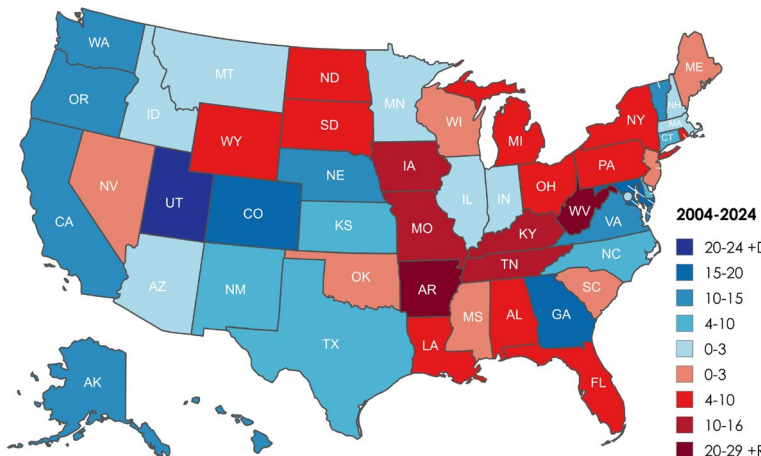 WA
ME
MT
ND
OR
MN
ID
NH
WI
SD
MA
NY
WY
MI
CT
IA
PA
NE
NV
OH
IL
IN
UT
WV
CO
2004-2024
CA
VA
KS
MO
KY
20-24 +D
NC
TN
15-20
OK
AZ
NM
AR
SC
10-15
MS
AL
GA
4-10
TX
LA
0-3
0-3
AK
FL
4-10
10-16
20-29 +R